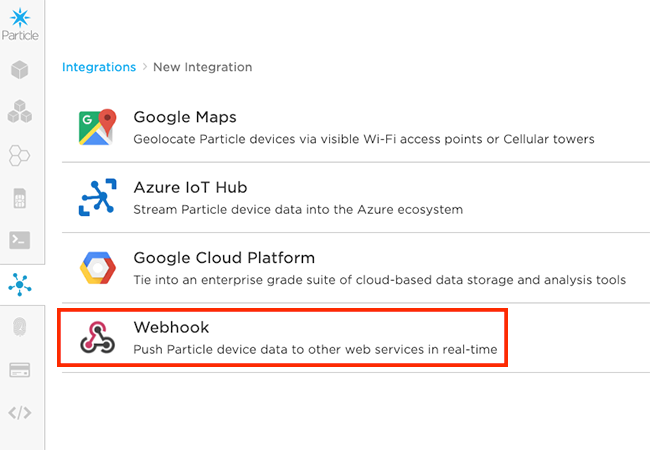 Particle
Integrations > New Integration
Google Maps
Geolocate Particle devices via visible Wi-Fi access points or Cellular towers
Azure IoT Hub
Stream Particle device data into the Azure ecosystem
Google Cloud Platform
Tie into an enterprise grade suite of cloud-based data storage and analysis tools
Webhook
Push Particle device data to other web services in real-time